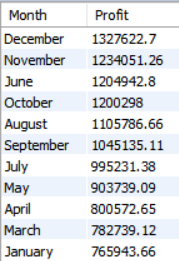 Month Profit
December 1327622.7
November 1234051.26
June 1204942.8
October 1200298
August 1105786.66
September 1045135.11
July 995231.38
May 903739.09
April 800572.65
March 782739.12
January 765943.66